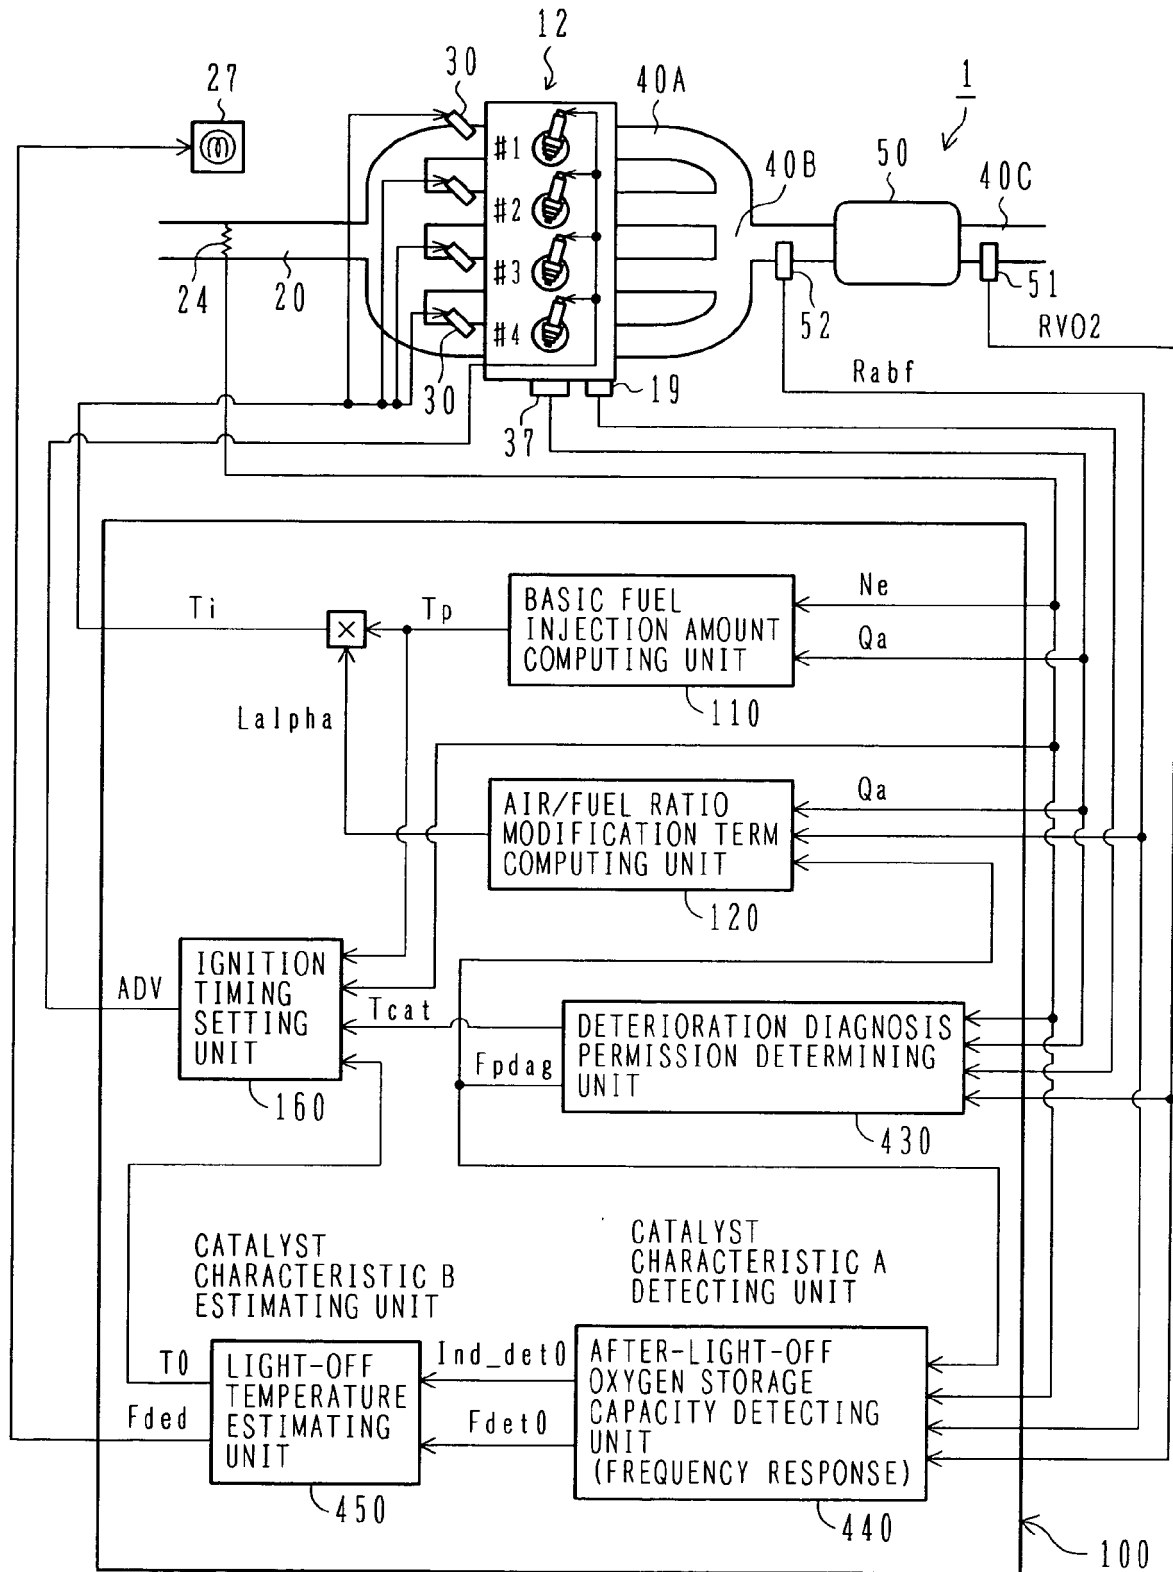 12
27
30
40A
1
#1
50
40B
40C
#2
#3
24
20
52
51
#4
RVO2
30
19
Rabf
37
Ti
Tp
BASIC FUEL
INJECTION AMOUNT
COMPUTING UNIT
Ne
Qa
×
110
Lalpha
AIR/FUEL RATIO
MODIFICATION TERM
COMPUTING UNIT
Qa
120
ADV
IGNITION
TIMING
SETTING
UNIT
Tcat
DETERIORATION DIAGNOSIS
PERMISSION DETERMINING
UNIT
Fpdag
160
430
CATALYST
CHARACTERISTIC B
ESTIMATING UNIT
CATALYST
CHARACTERISTIC A
DETECTING UNIT
T0
LIGHT-OFF
TEMPERATURE
ESTIMATING
UNIT
Ind_det0
AFTER-LIGHT-OFF
OXYGEN STORAGE
CAPACITY DETECTING
UNIT
(FREQUENCY RESPONSE)
Fded
Fdet0
450
440
100